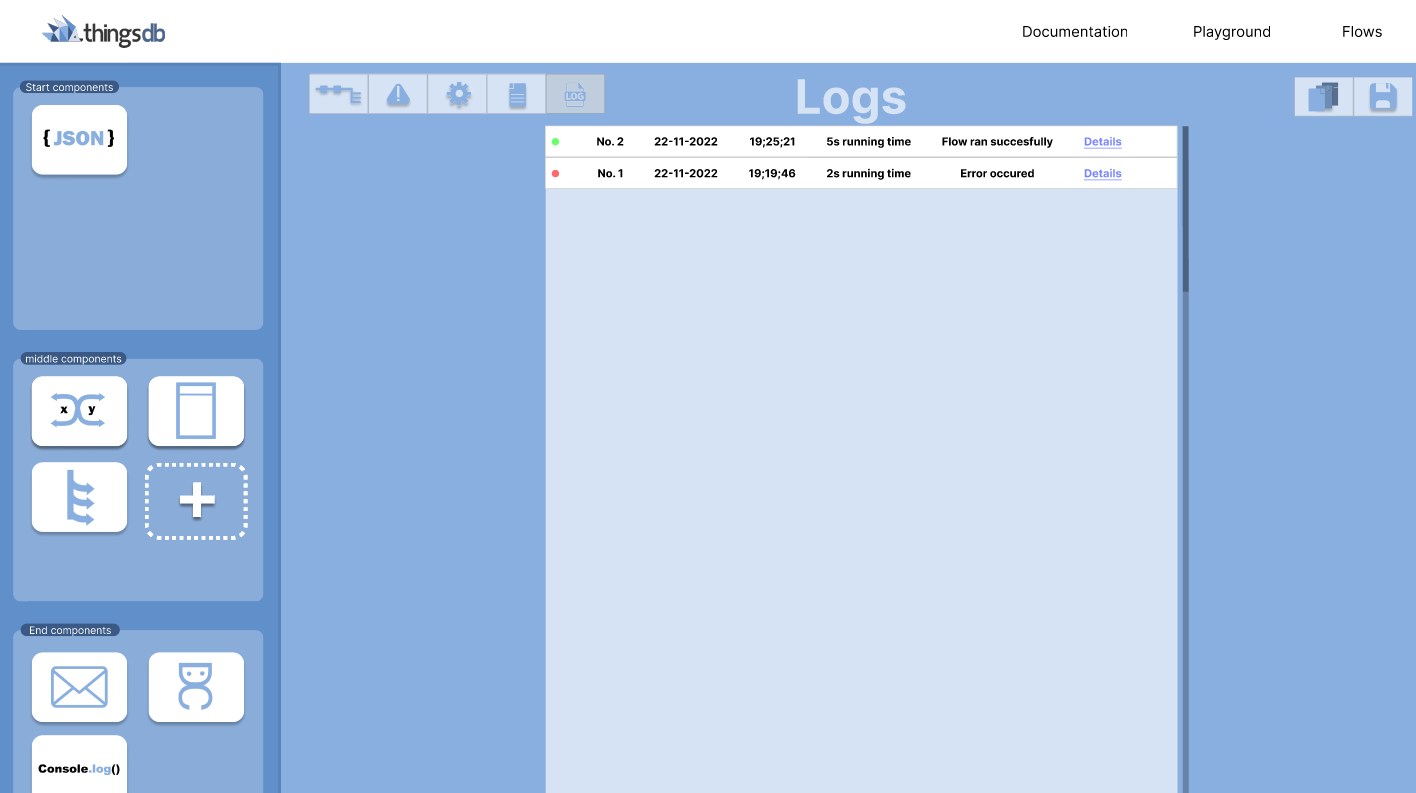 .thingsdb
Documentation
Playground
Flows
Start components
{JSON}
middle components
x y
End components
Console.log()
LOG
Logs
No. 2 22-11-2022 19;25;21 5s running time Flow ran succesfully Details
No. 1 22-11-2022 19;19;46 2s running time Error occured Details